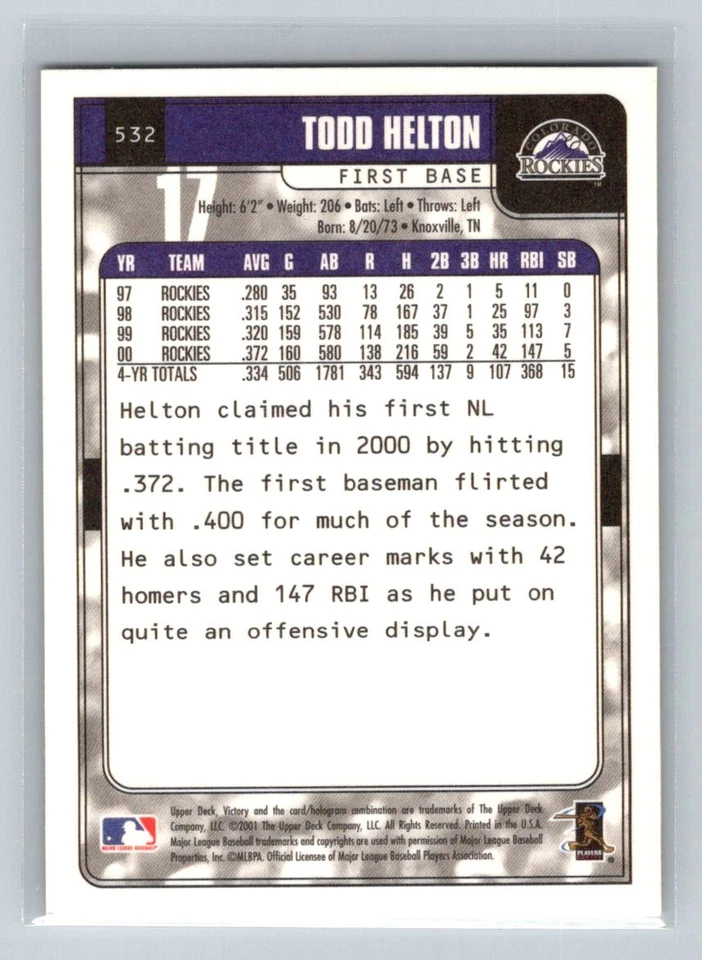 532
TODD HELTON
COLORADO
ROCKIES
™
FIRST BASE
17
Height: 6'2" • Weight: 206 • Bats: Left • Throws: Left
Born: 8/20/73 • Knoxville, TN
YR TEAM AVG G AB R H 2B 3B HR RBI SB
97 ROCKIES .280 35 93 13 26 2 1 5 11 0
98 ROCKIES .315 152 530 78 167 37 1 25 97 3
99 ROCKIES .320 159 578 114 185 39 5 35 113 7
00 ROCKIES .372 160 580 138 216 59 2 42 147 5
4-YR TOTALS .334 506 1781 343 594 137 9 107 368 15
Helton claimed his first NL
batting title in 2000 by hitting
.372. The first baseman flirted
with .400 for much of the season.
He also set career marks with 42
homers and 147 RBI as he put on
quite an offensive display.
Upper Deck, Victory and the card/hologram combination are trademarks of The Upper Deck
Company, LLC. ©2001 The Upper Deck Company, LLC. All Rights Reserved. Printed in the U.S.A.
Major League Baseball trademarks and copyrights are used with permission of Major League Baseball
Properties, Inc. ©MLBPA. Official Licensee of Major League Baseball Players Association.
MAJOR LEAGUE BASEBALL
PLAYERS
®